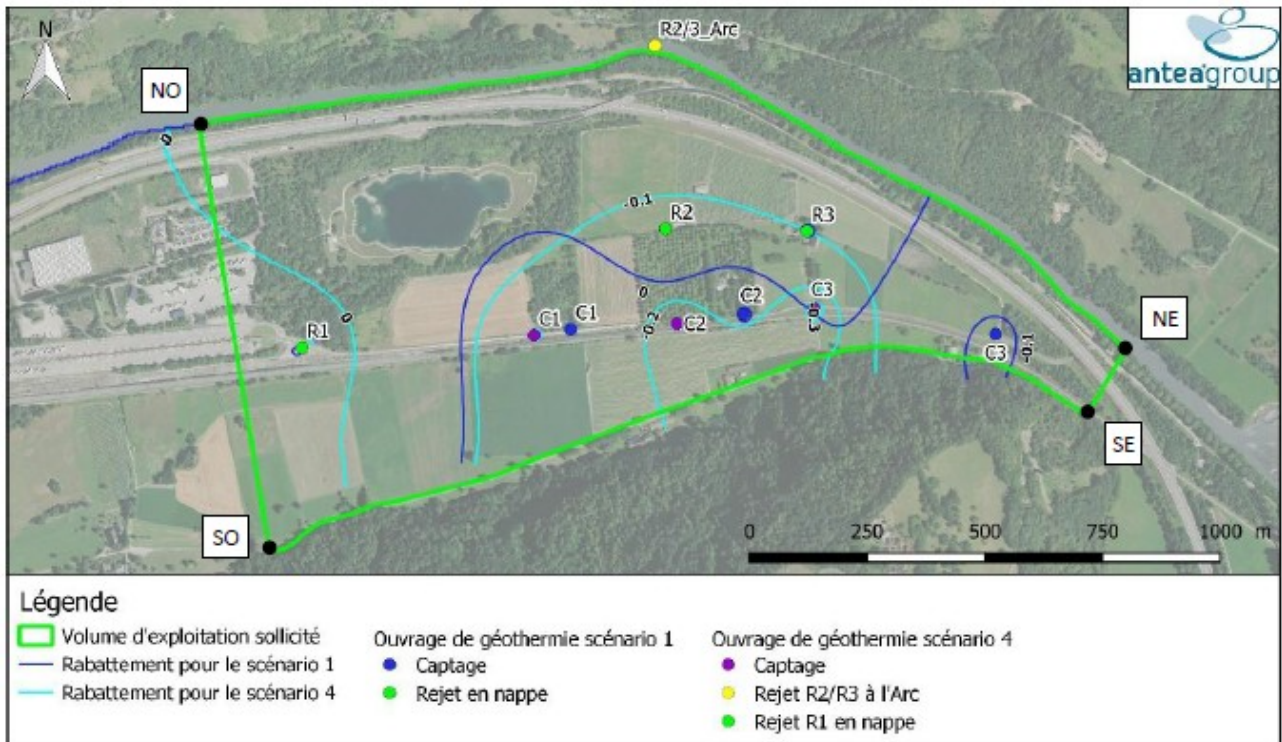 N
R2/3_Arc
anteagroup
NO
0
-0.1
R2
R3
0
0
C2
C3
-0.3
C1
C1
-0.2
C2
R1
C3
-0.1
NE
SE
SO
0 250 500 750 1000 m
Légende
Volume d'exploitation sollicité
Rabattement pour le scénario 1
Rabattement pour le scénario 4
Ouvrage de géothermie scénario 1
Captage
Rejet en nappe
Ouvrage de géothermie scénario 4
Captage
Rejet R2/R3 à l'Arc
Rejet R1 en nappe